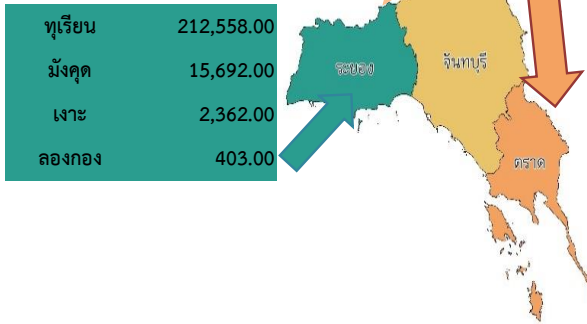 ทุเรียน 212,558.00
มังคุด 15,692.00
เงาะ 2,362.00
ลองกอง 403.00
ระยอง
จันทบุรี
ตราด